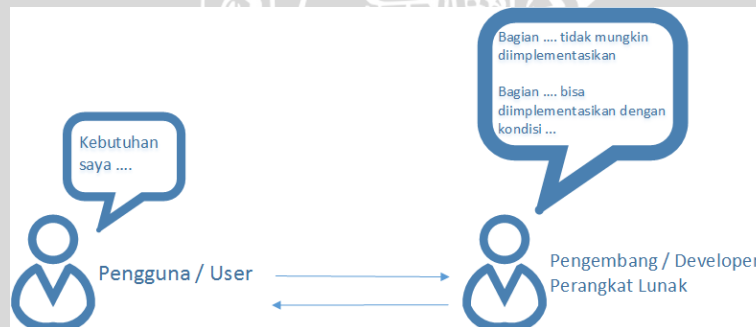 Bagian .... tidak mungkin
diimplementasikan
Bagian .... bisa
diimplementasikan dengan
kondisi ...
Kebutuhan
saya ....
Pengguna / User
Pengembang / Developer
Perangkat Lunak